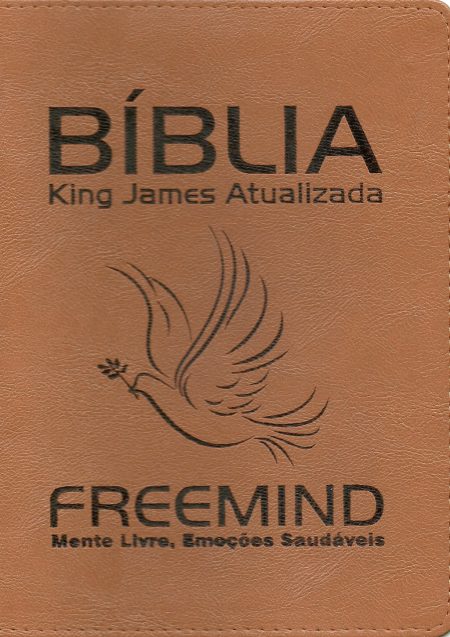 BÍBLIA
King James Atualizada
FREEMIND
Mente Livre, Emoções Saudáveis